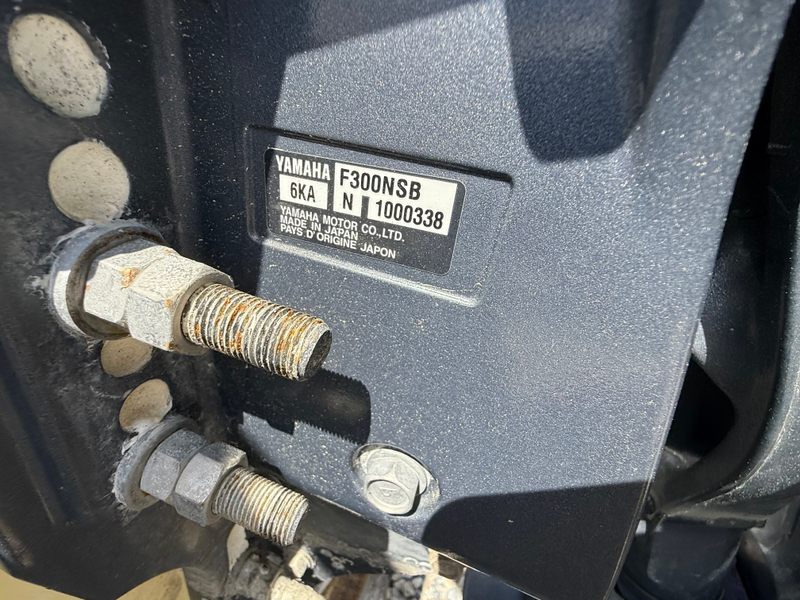 YAMAHA F300NSB
6KA N 1000338
YAMAHA MOTOR CO.,LTD.
MADE IN JAPAN
PAYS D'ORIGINE JAPON